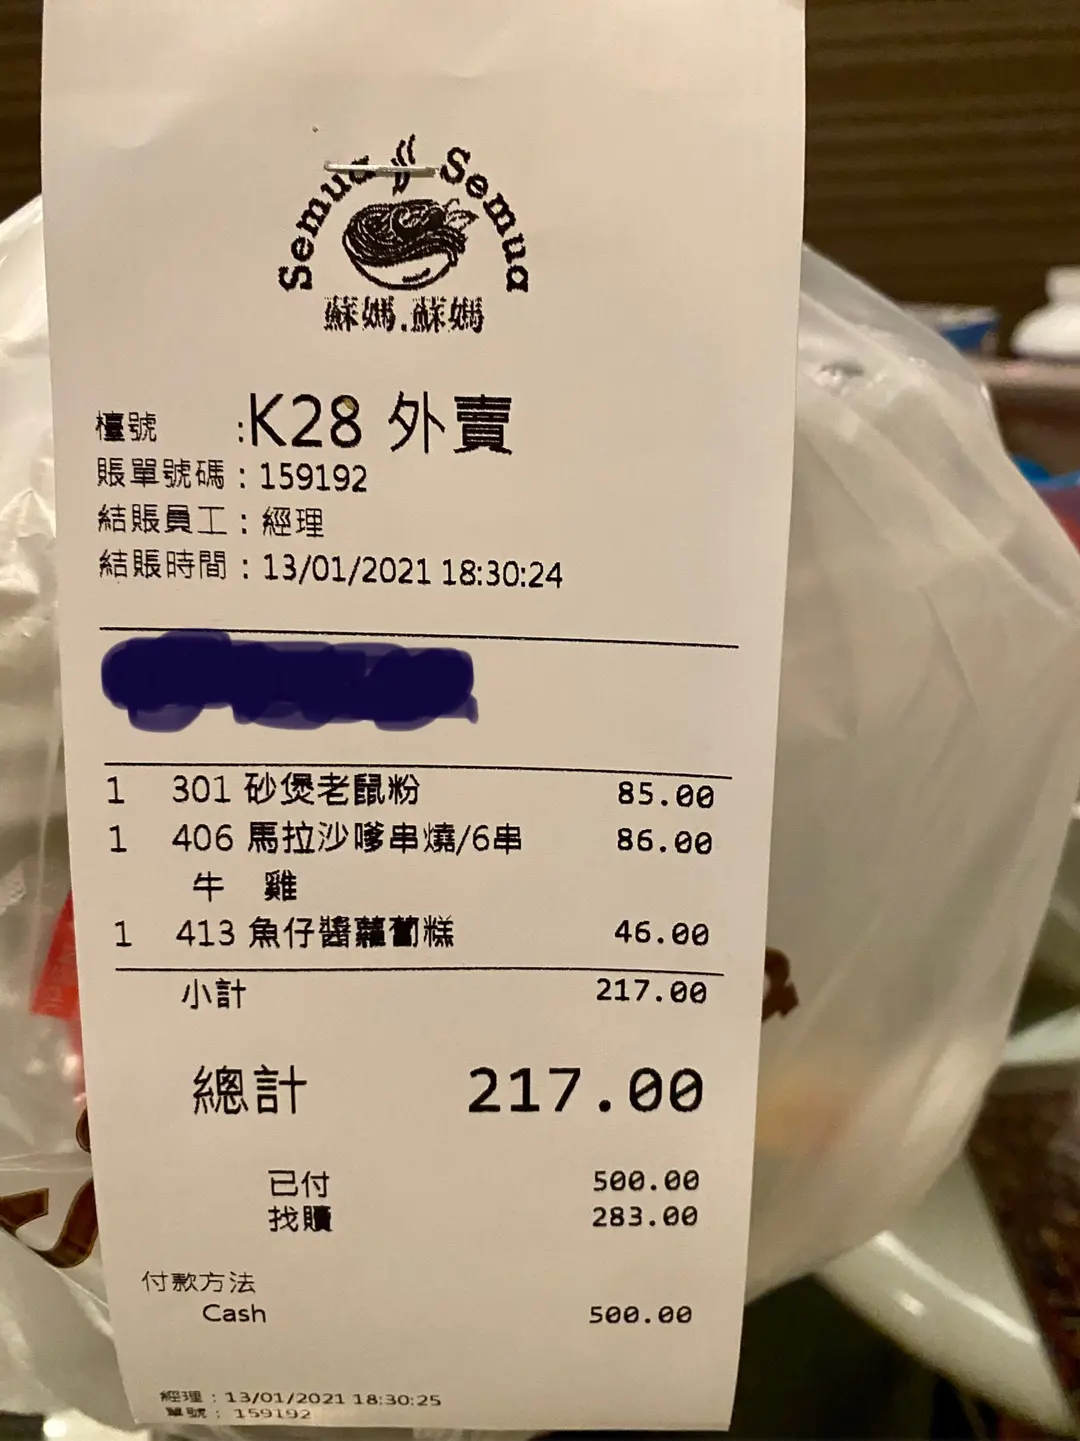 Semua Semua
蘇媽.蘇媽
檯號 :K28 外賣
賬單號碼 : 159192
結賬員工 : 經理
結賬時間 : 13/01/2021 18:30:24
1 301 砂煲老鼠粉 85.00
1 406 馬拉沙嗲串燒/6串 86.00
牛 雞
1 413 魚仔醬蘿蔔糕 46.00
小計 217.00
總計 217.00
已付 500.00
找贖 283.00
付款方法
Cash 500.00
經理 : 13/01/2021 18:30:25
單號 : 159192